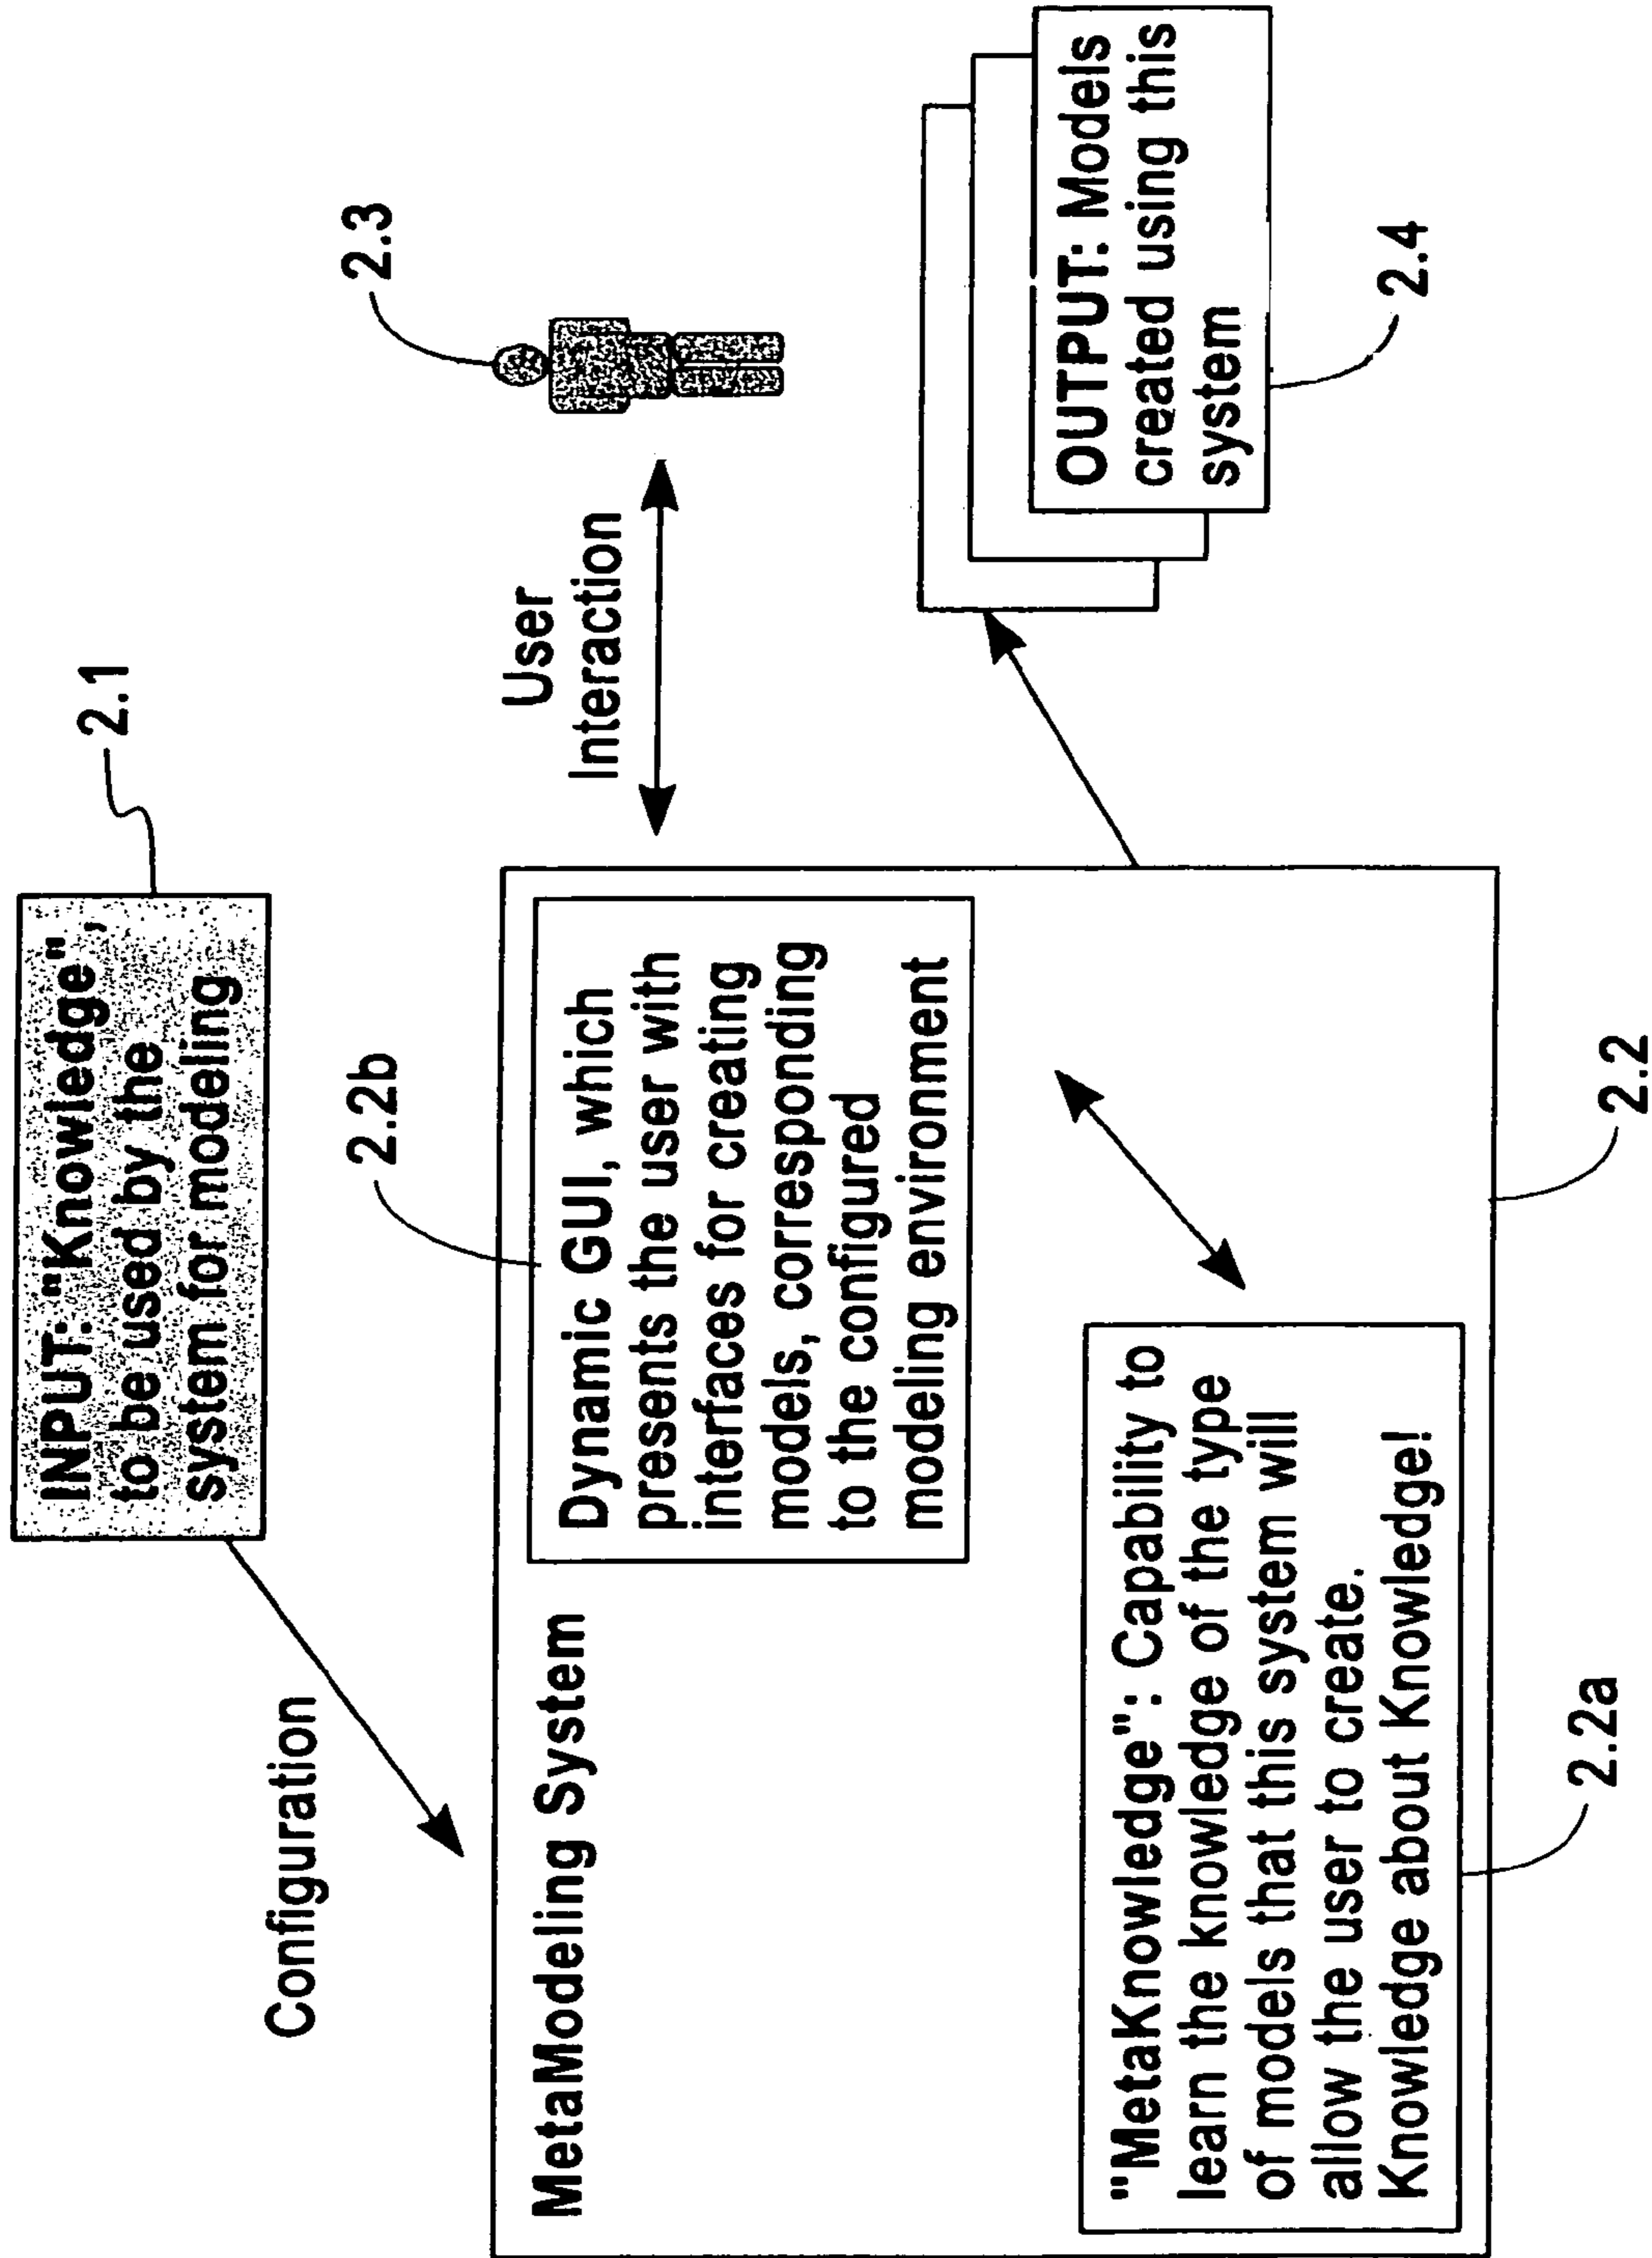 INPUT: "Knowledge",
to be used by the
system for modeling
2.1
Configuration
MetaModeling System
2.2b
Dynamic GUI, which
presents the user with
interfaces for creating
models, corresponding
to the configured
modeling environment
User
Interaction
2.3
"MetaKnowledge": Capability to
learn the knowledge of the type
of models that this system will
allow the user to create.
Knowledge about Knowledge!
2.2a
2.2
OUTPUT: Models
created using this
system
2.4